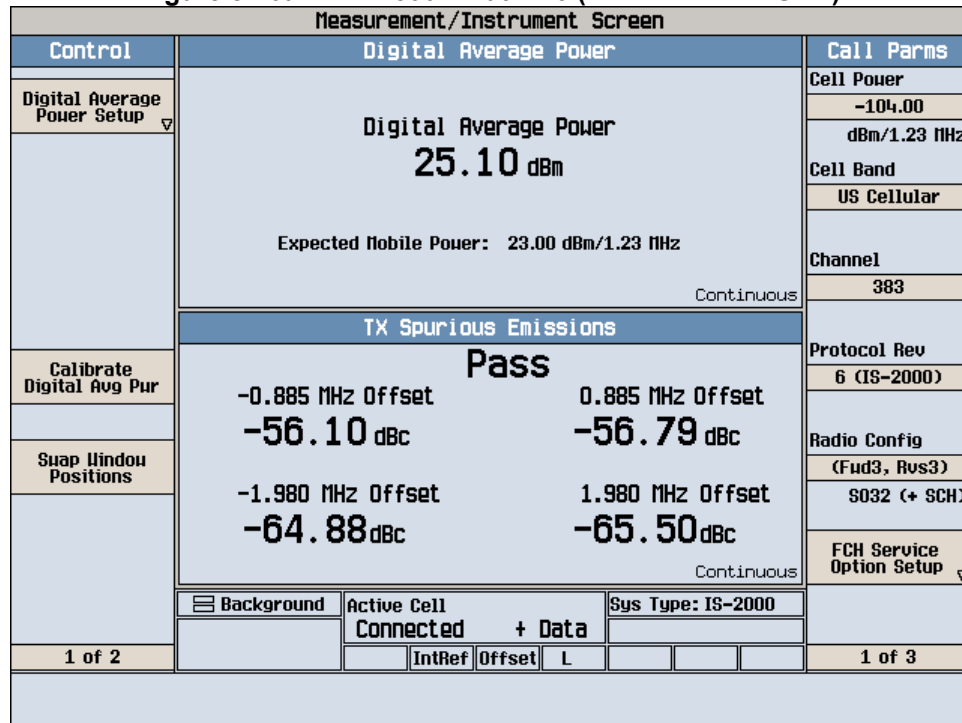 Measurement/Instrument Screen
Control
Digital Average Power
Call Parms
Digital Average
Power Setup
Calibrate
Digital Avg Pwr
Swap Window
Positions
1 of 2
Digital Average Power
25.10 dBm
Expected Mobile Power: 23.00 dBm/1.23 MHz
Continuous
TX Spurious Emissions
Pass
-0.885 MHz Offset
0.885 MHz Offset
-56.10 dBc
-56.79 dBc
-1.980 MHz Offset
1.980 MHz Offset
-64.88 dBc
-65.50 dBc
Continuous
Background
Active Cell
Sys Type: IS-2000
Connected + Data
IntRef
Offset
L
Cell Power
-104.00
dBm/1.23 MHz
Cell Band
US Cellular
Channel
383
Protocol Rev
6 (IS-2000)
Radio Config
(Fwd3, Rvs3)
SO32 (+ SCH)
FCH Service
Option Setup
1 of 3